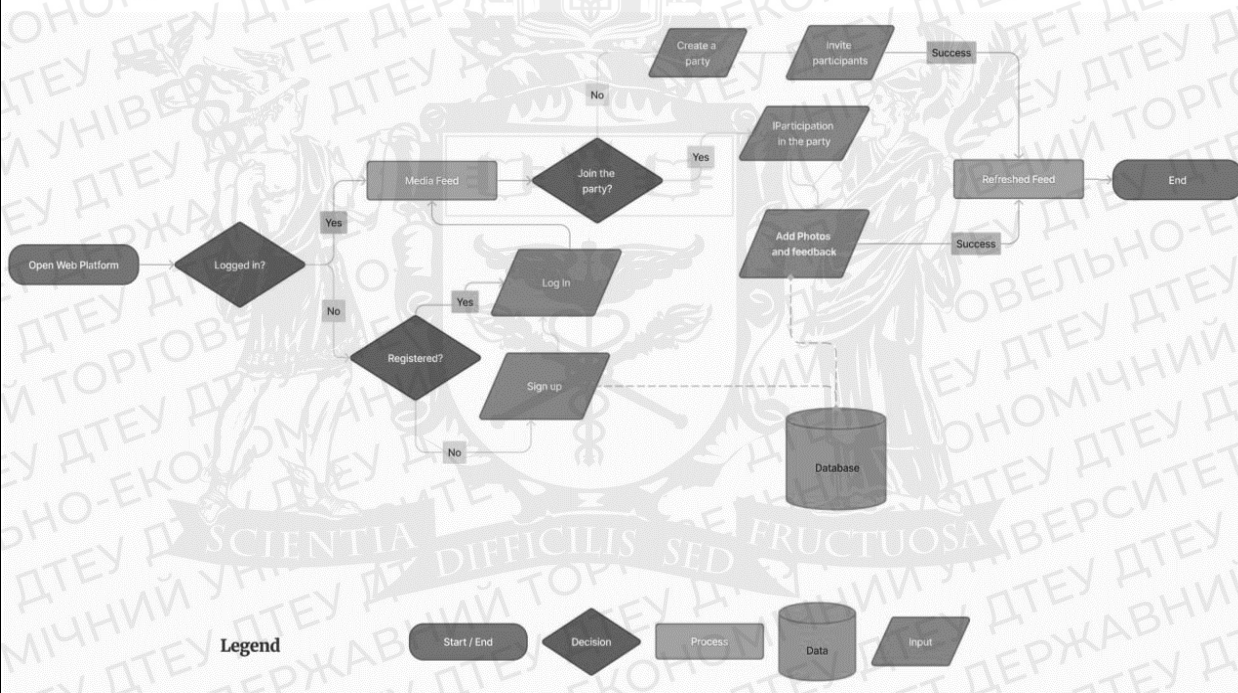 Create a
party
Invite
participants
Success
No
IParticipation
in the party
Yes
Join the
party?
Media Feed
Refreshed Feed
End
Yes
Logged in?
Open Web Platform
Add Photos
and feedback
Success
Log In
No
Yes
Registered?
Sign up
No
Database
SCIENTIA
DIFFICILIS SED
FRUCTUOSA
Legend
Start / End
Decision
Process
Data
Input